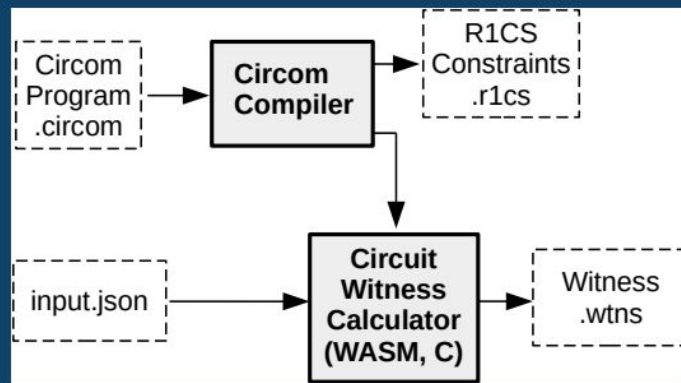 Circom
Program
.circom
Circom
Compiler
R1CS
Constraints
.r1cs
input.json
Circuit
Witness
Calculator
(WASM, C)
Witness
.wtns